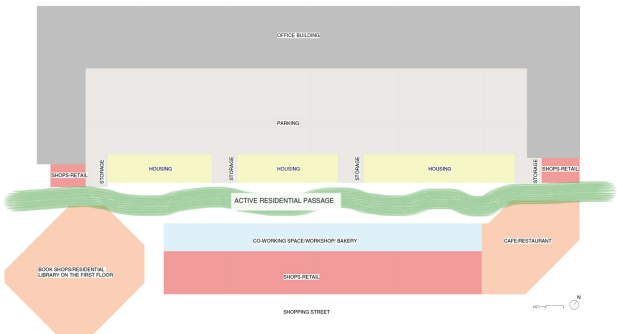 OFFICE BUILDING
PARKING
STORAGE
HOUSING
STORAGE
HOUSING
STORAGE
HOUSING
STORAGE
SHOPS-RETAIL
SHOPS-RETAIL
ACTIVE RESIDENTIAL PASSAGE
CO-WORKING SPACE/WORKSHOP/ BAKERY
CAFE/RESTAURANT
BOOK SHOPS/RESIDENTIAL
LIBRARY ON THE FIRST FLOOR
SHOPS-RETAIL
N
SHOPPING STREET